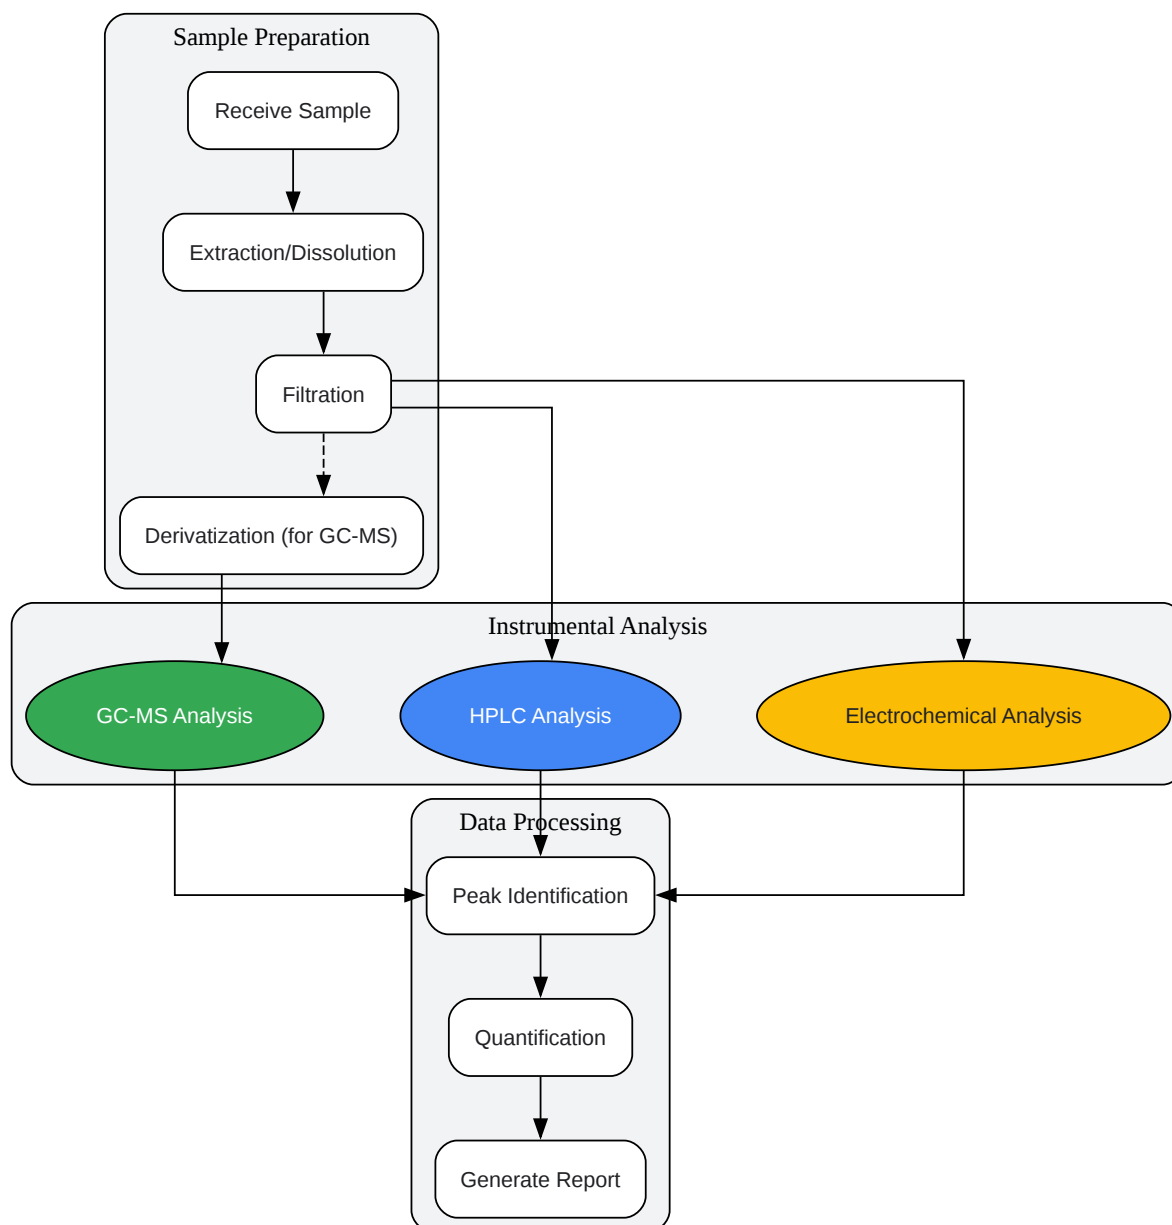 Sample Preparation
Receive Sample
Extraction/Dissolution
Filtration
Derivatization (for GC-MS)
Instrumental Analysis
GC-MS Analysis
HPLC Analysis
Electrochemical Analysis
Data Processing
Peak Identification
Quantification
Generate Report